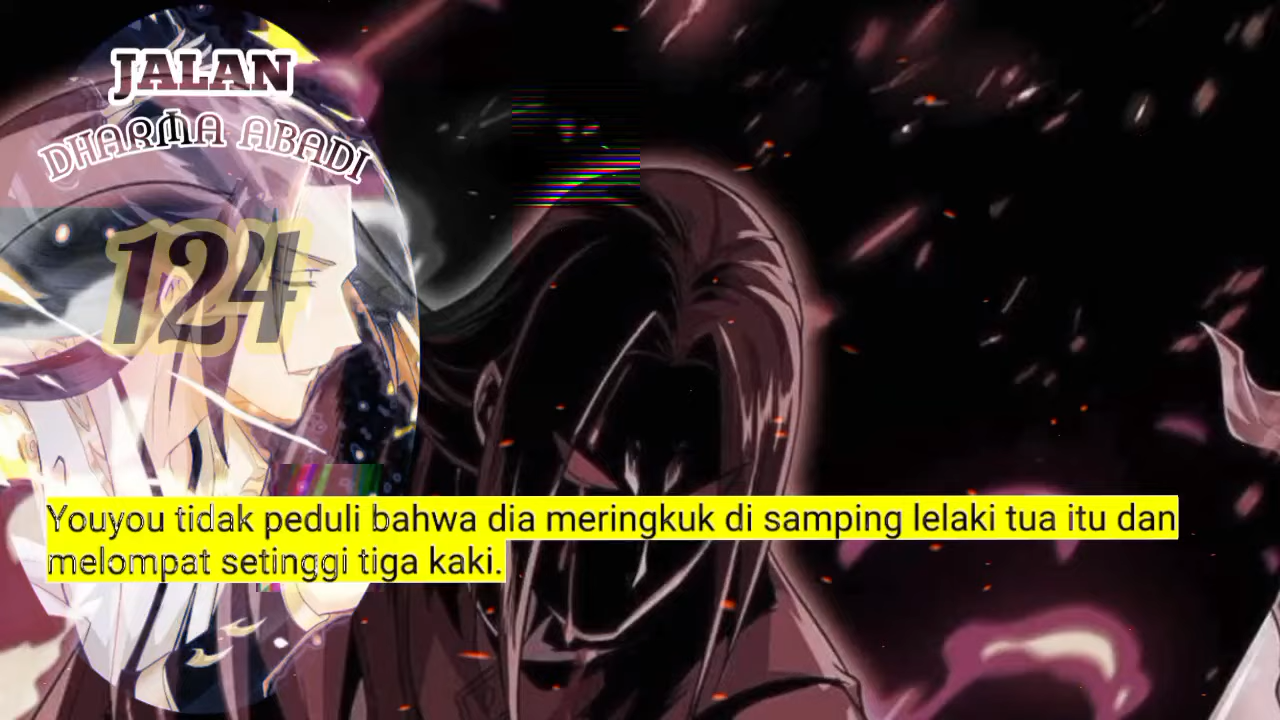 JALAN
DHARMA ABADI
124
Youyou tidak peduli bahwa dia meringkuk di samping lelaki tua itu dan
melompat setinggi tiga kaki.